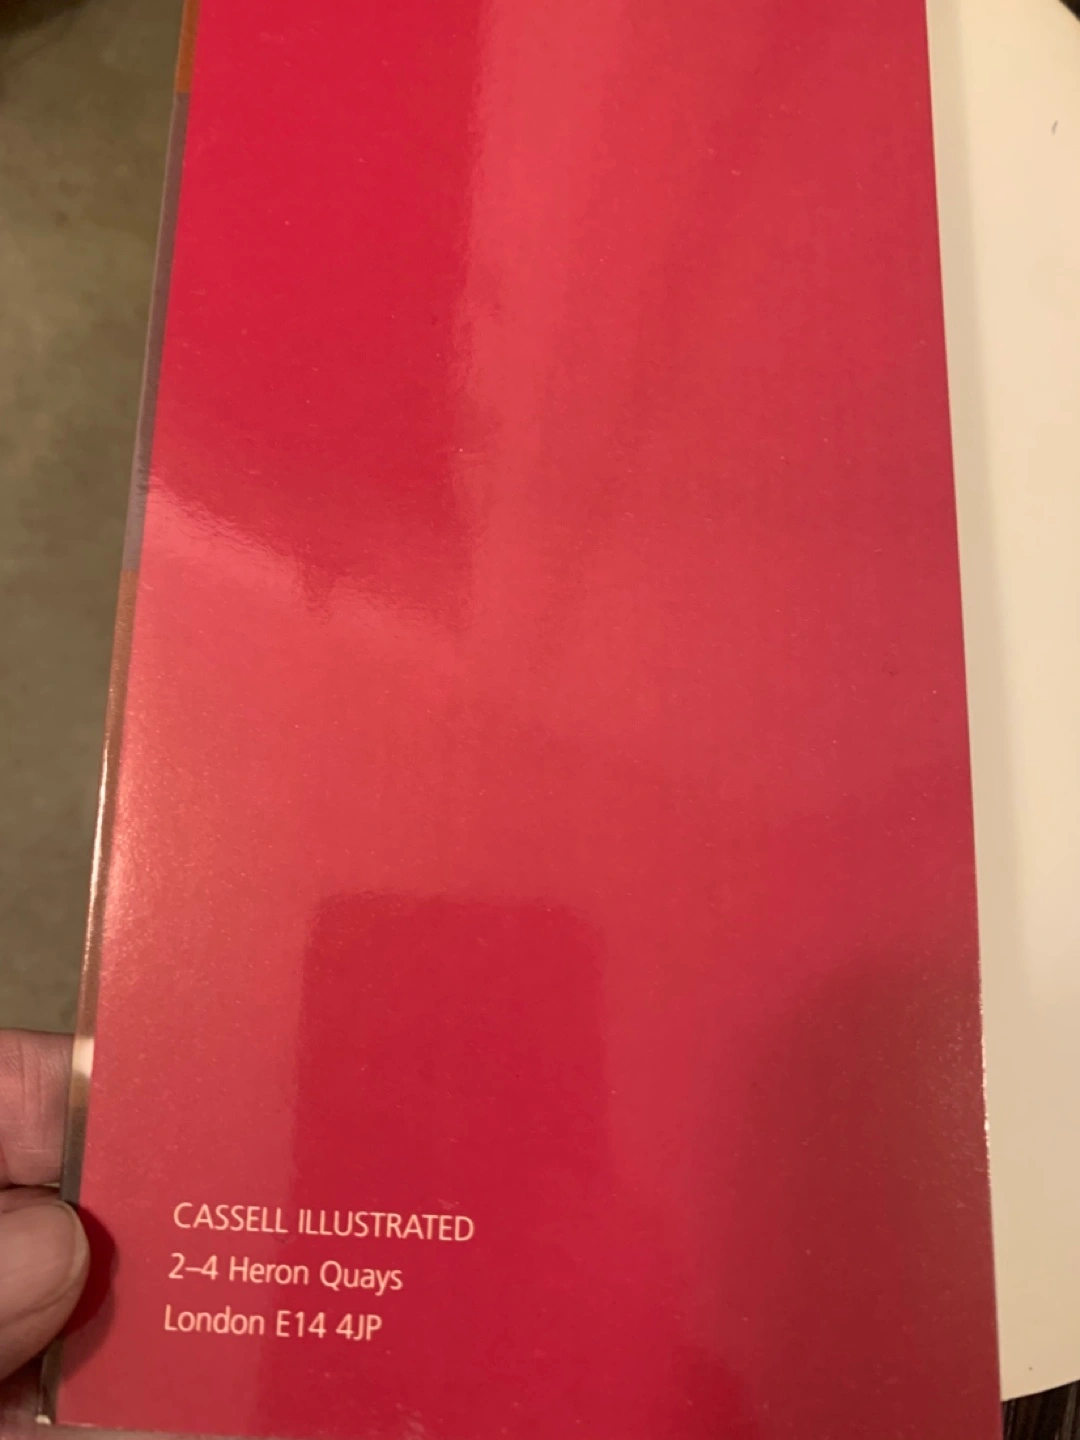 CASSELL ILLUSTRATED
2–4 Heron Quays
London E14 4JP